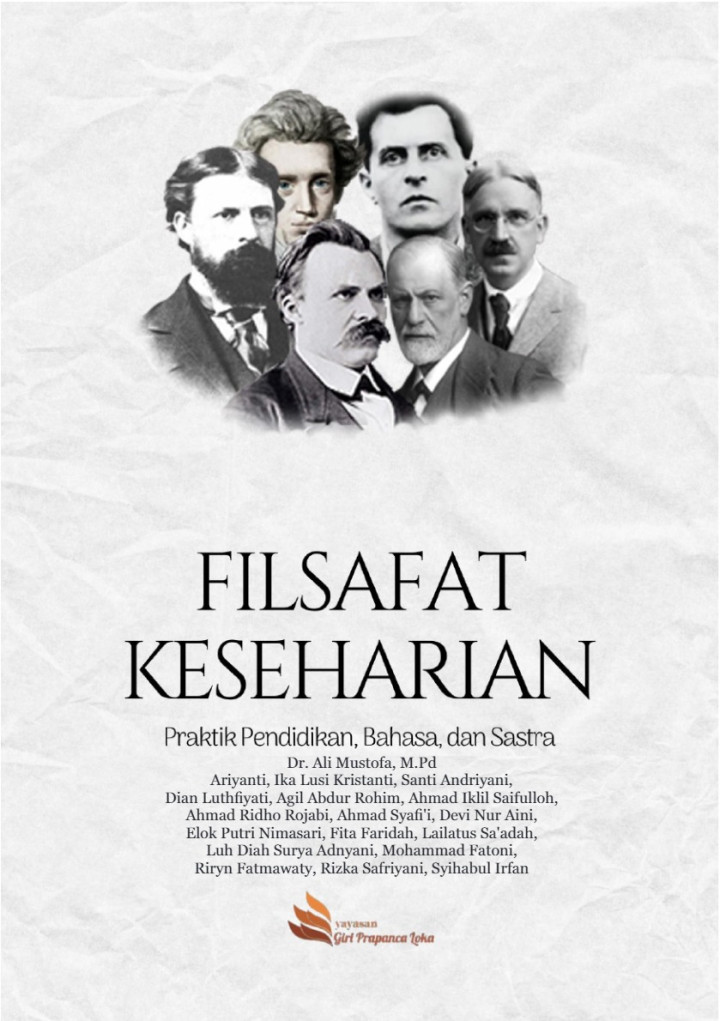 FILSAFAT
KESEHARIAN
Praktik Pendidikan, Bahasa, dan Sastra
Dr. Ali Mustofa, M.Pd
Ariyanti, Ika Lusi Kristanti, Santi Andriyani,
Dian Luthfiyati, Agil Abdur Rohim, Ahmad Iklil Saifulloh,
Ahmad Ridho Rojabi, Ahmad Syafi'i, Devi Nur Aini,
Elok Putri Nimasari, Fita Faridah, Lailatus Sa'adah,
Luh Diah Surya Adnyani, Mohammad Fatoni,
Riryn Fatmawaty, Rizka Safriyani, Syihabul Irfan
yayasan
Giri Prapanca Loka